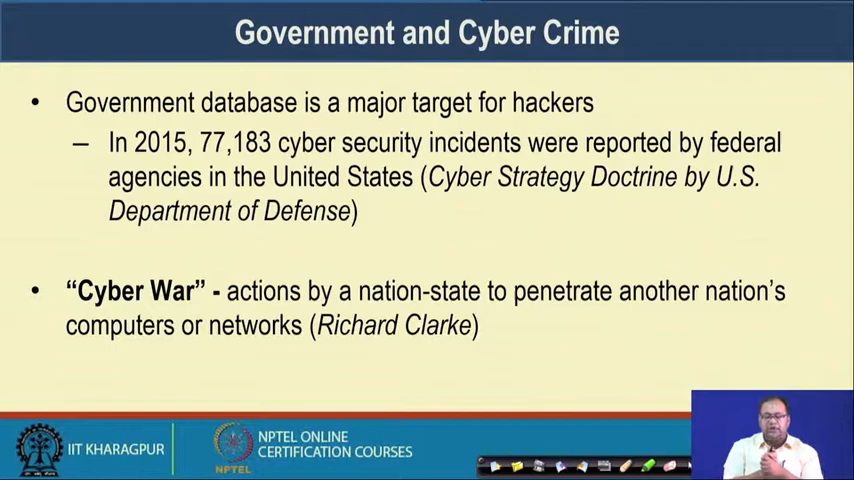 Government and Cyber Crime
• Government database is a major target for hackers
– In 2015, 77,183 cyber security incidents were reported by federal
agencies in the United States (Cyber Strategy Doctrine by U.S.
Department of Defense)
• “Cyber War” - actions by a nation-state to penetrate another nation’s
computers or networks (Richard Clarke)
IIT KHARAGPUR
NPTEL
NPTEL ONLINE
CERTIFICATION COURSES